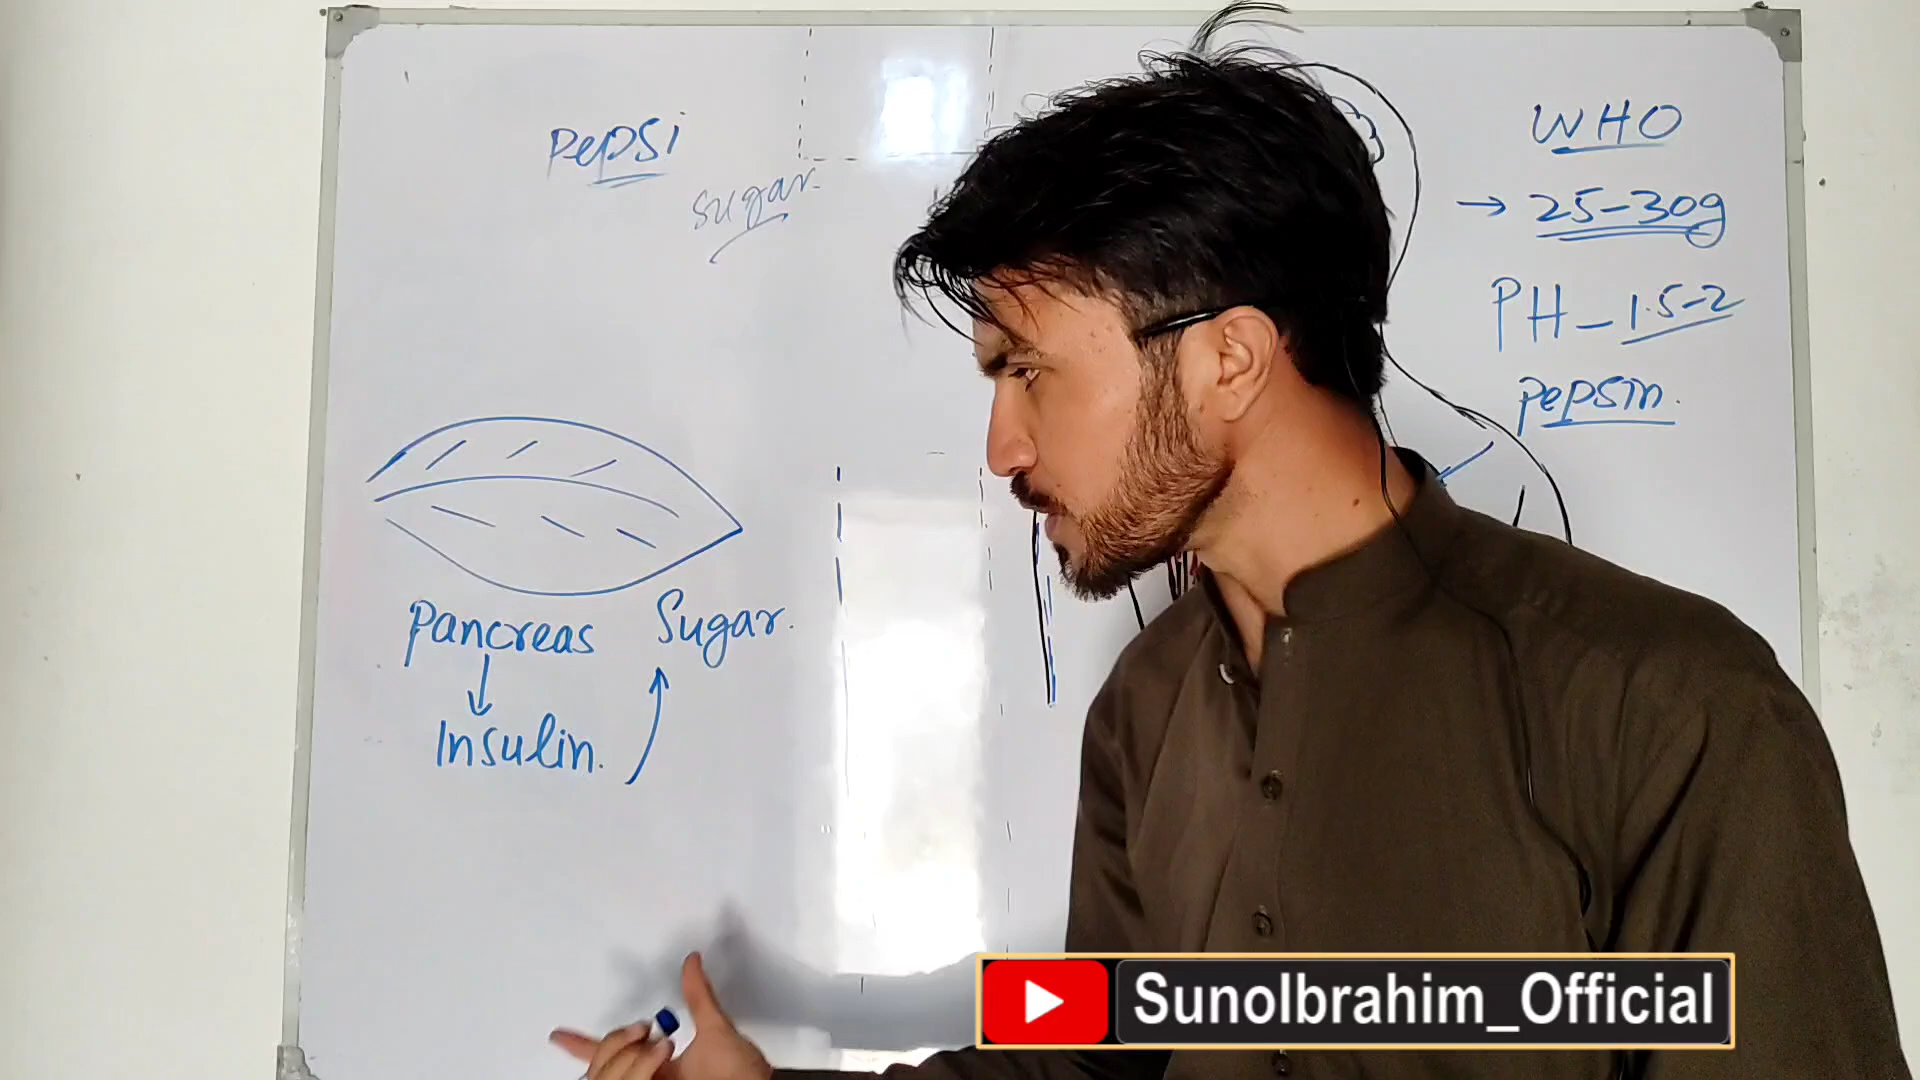 Pepsi
sugar.
WHO
→ 25-30g
PH - 1.5-2
Pepsin.
Pancreas
Sugar.
↓
Insulin.
SunoIbrahim_Official